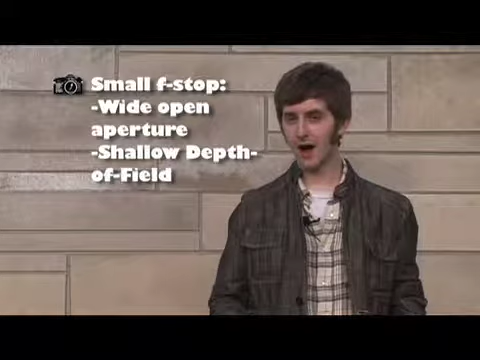 Small f-stop:
-Wide open
aperture
-Shallow Depth-
of-Field